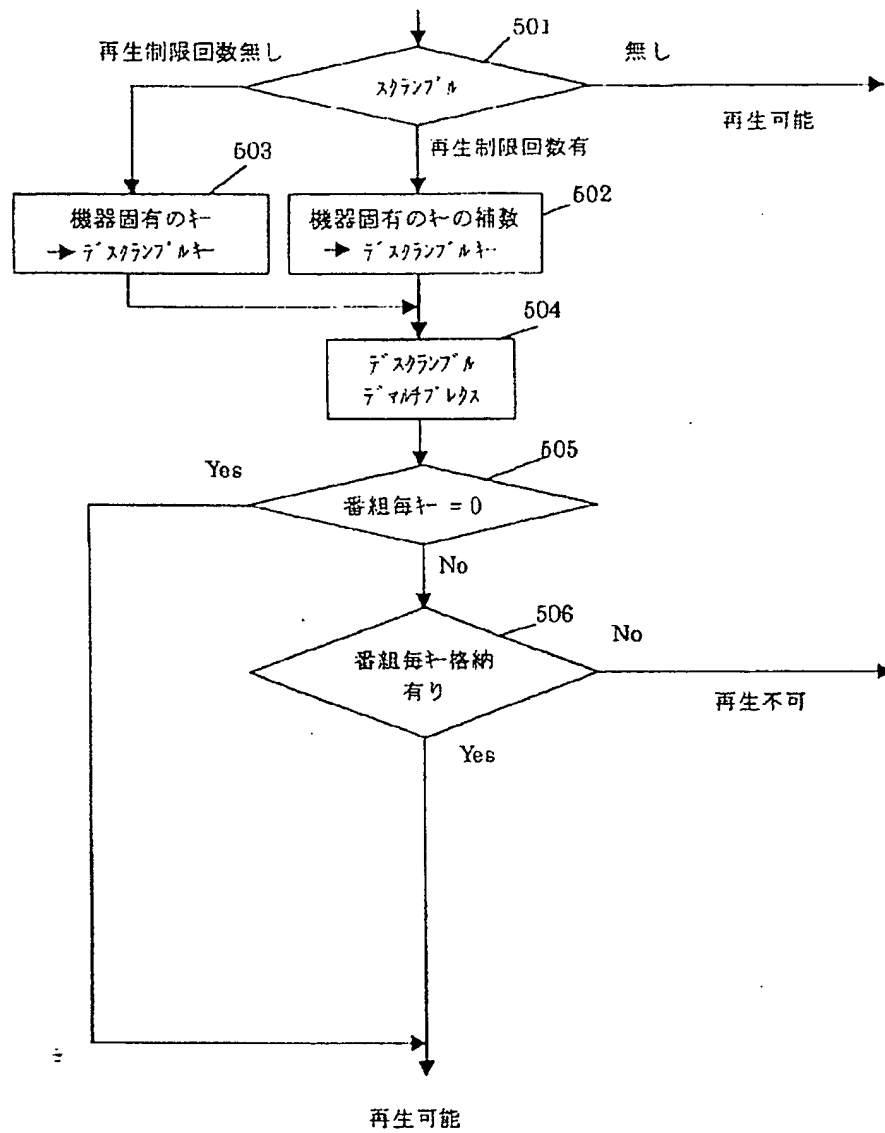 501
再生制限回数無し
無し
スクランブル
再生可能
再生制限回数有
503
502
機器固有のキー
→ デスクランブルキー
機器固有のキーの補数
→ デスクランブルキー
504
デスクランブル
デマルチプレクス
505
Yes
番組毎キー = 0
No
506
No
番組毎キー格納
有り
再生不可
Yes
再生可能